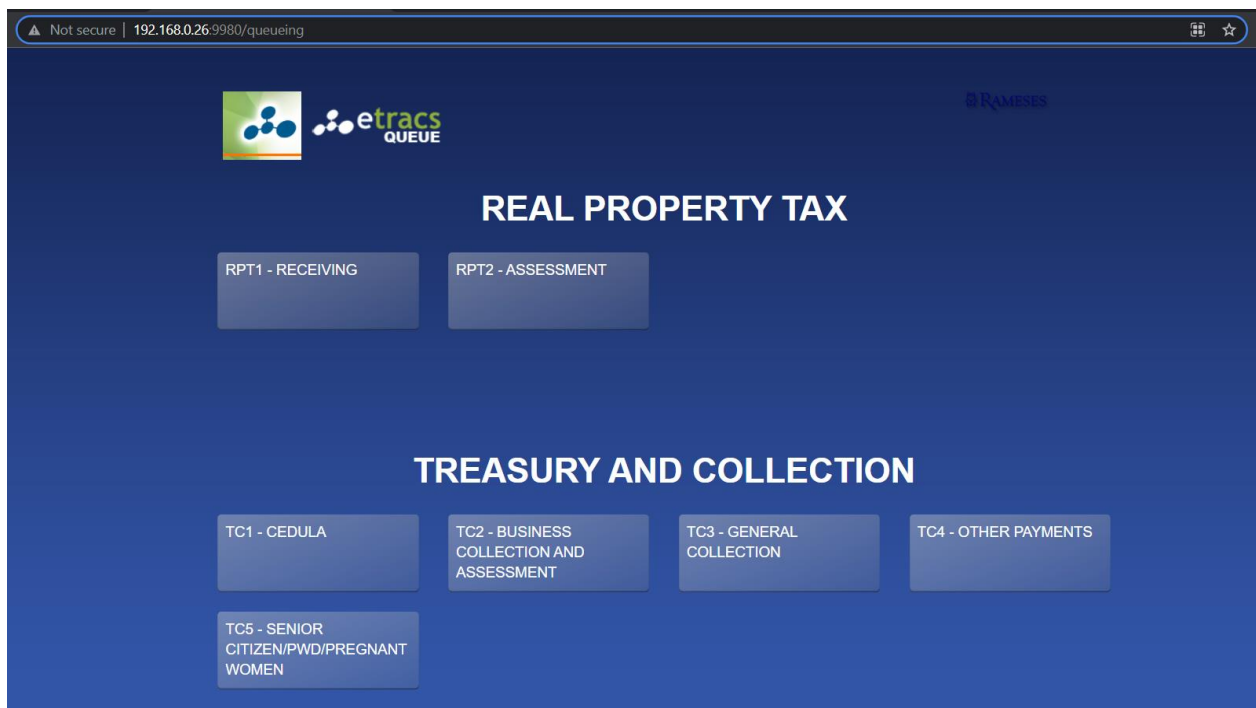 Not secure | 192.168.0.26:9980/queueing
etracs
QUEUE
RAMESES
REAL PROPERTY TAX
RPT1 - RECEIVING
RPT2 - ASSESSMENT
TREASURY AND COLLECTION
TC1 - CEDULA
TC2 - BUSINESS
COLLECTION AND
ASSESSMENT
TC3 - GENERAL
COLLECTION
TC4 - OTHER PAYMENTS
TC5 - SENIOR
CITIZEN/PWD/PREGNANT
WOMEN